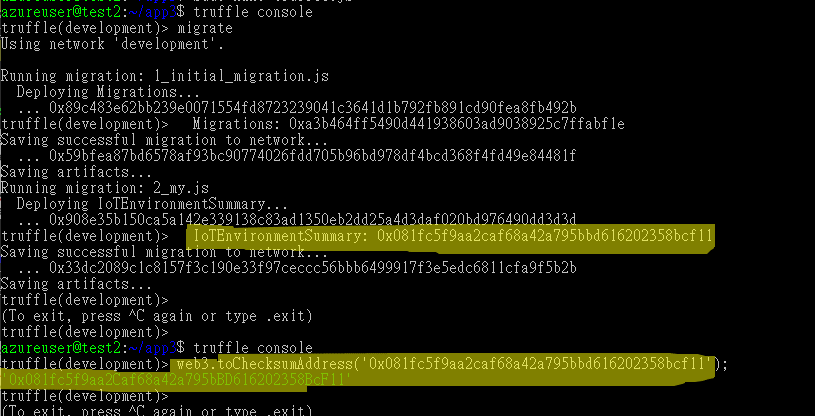 azureuser@test2:~/app3$ truffle console
truffle(development)> migrate
Using network 'development'.
Running migration: 1_initial_migration.js
Deploying Migrations...
... 0x89c483e62bb239e0071554fd8723239041c3641d1b792fb891cd90fea8fb492b
truffle(development)> Migrations: 0xa3b464ff5490d441938603ad9038925c7ffabf1e
Saving successful migration to network...
... 0x59bfea87bd6578af93bc90774026fdd705b96bd978df4bcd368f4fd49e84481f
Saving artifacts...
Running migration: 2_my.js
Deploying IoTEnvironmentSummary...
... 0x908e35b150ca5a142e339138c83ad1350eb2dd25a4d3daf020bd976490dd3d3d
truffle(development)> IoTEnvironmentSummary: 0x081fc5f9aa2caf68a42a795bbd616202358bcf11
Saving successful migration to network...
... 0x33dc2089c1c8157f3c190e33f97ceccc56bbb6499917f3e5edc6811cfa9f5b2b
Saving artifacts...
truffle(development)>
(To exit, press ^C again or type .exit)
truffle(development)>
azureuser@test2:~/app3$ truffle console
truffle(development)> web3.toChecksumAddress('0x081fc5f9aa2caf68a42a795bbd616202358bcf11');
'0x081fc5f9aa2Caf68a42a795bBD616202358BcF11'
truffle(development)>
(To exit, press ^C again or type .exit)